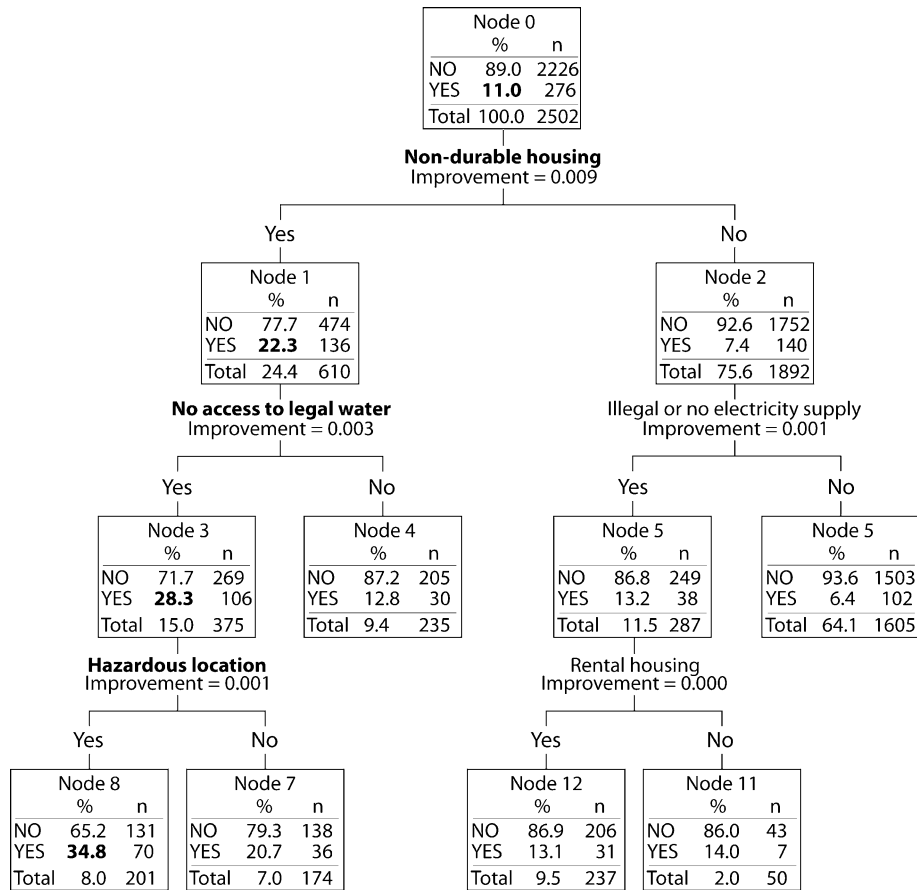 Node 0
% n
NO 89.0 2226
YES 11.0 276
Total 100.0 2502
Non-durable housing
Improvement = 0.009
Yes No
Node 1
% n
NO 77.7 474
YES 22.3 136
Total 24.4 610
Node 2
% n
NO 92.6 1752
YES 7.4 140
Total 75.6 1892
No access to legal water
Improvement = 0.003
Illegal or no electricity supply
Improvement = 0.001
Yes No Yes No
Node 3
% n
NO 71.7 269
YES 28.3 106
Total 15.0 375
Node 4
% n
NO 87.2 205
YES 12.8 30
Total 9.4 235
Node 5
% n
NO 86.8 249
YES 13.2 38
Total 11.5 287
Node 5
% n
NO 93.6 1503
YES 6.4 102
Total 64.1 1605
Hazardous location
Improvement = 0.001
Rental housing
Improvement = 0.000
Yes No Yes No
Node 8
% n
NO 65.2 131
YES 34.8 70
Total 8.0 201
Node 7
% n
NO 79.3 138
YES 20.7 36
Total 7.0 174
Node 12
% n
NO 86.9 206
YES 13.1 31
Total 9.5 237
Node 11
% n
NO 86.0 43
YES 14.0 7
Total 2.0 50